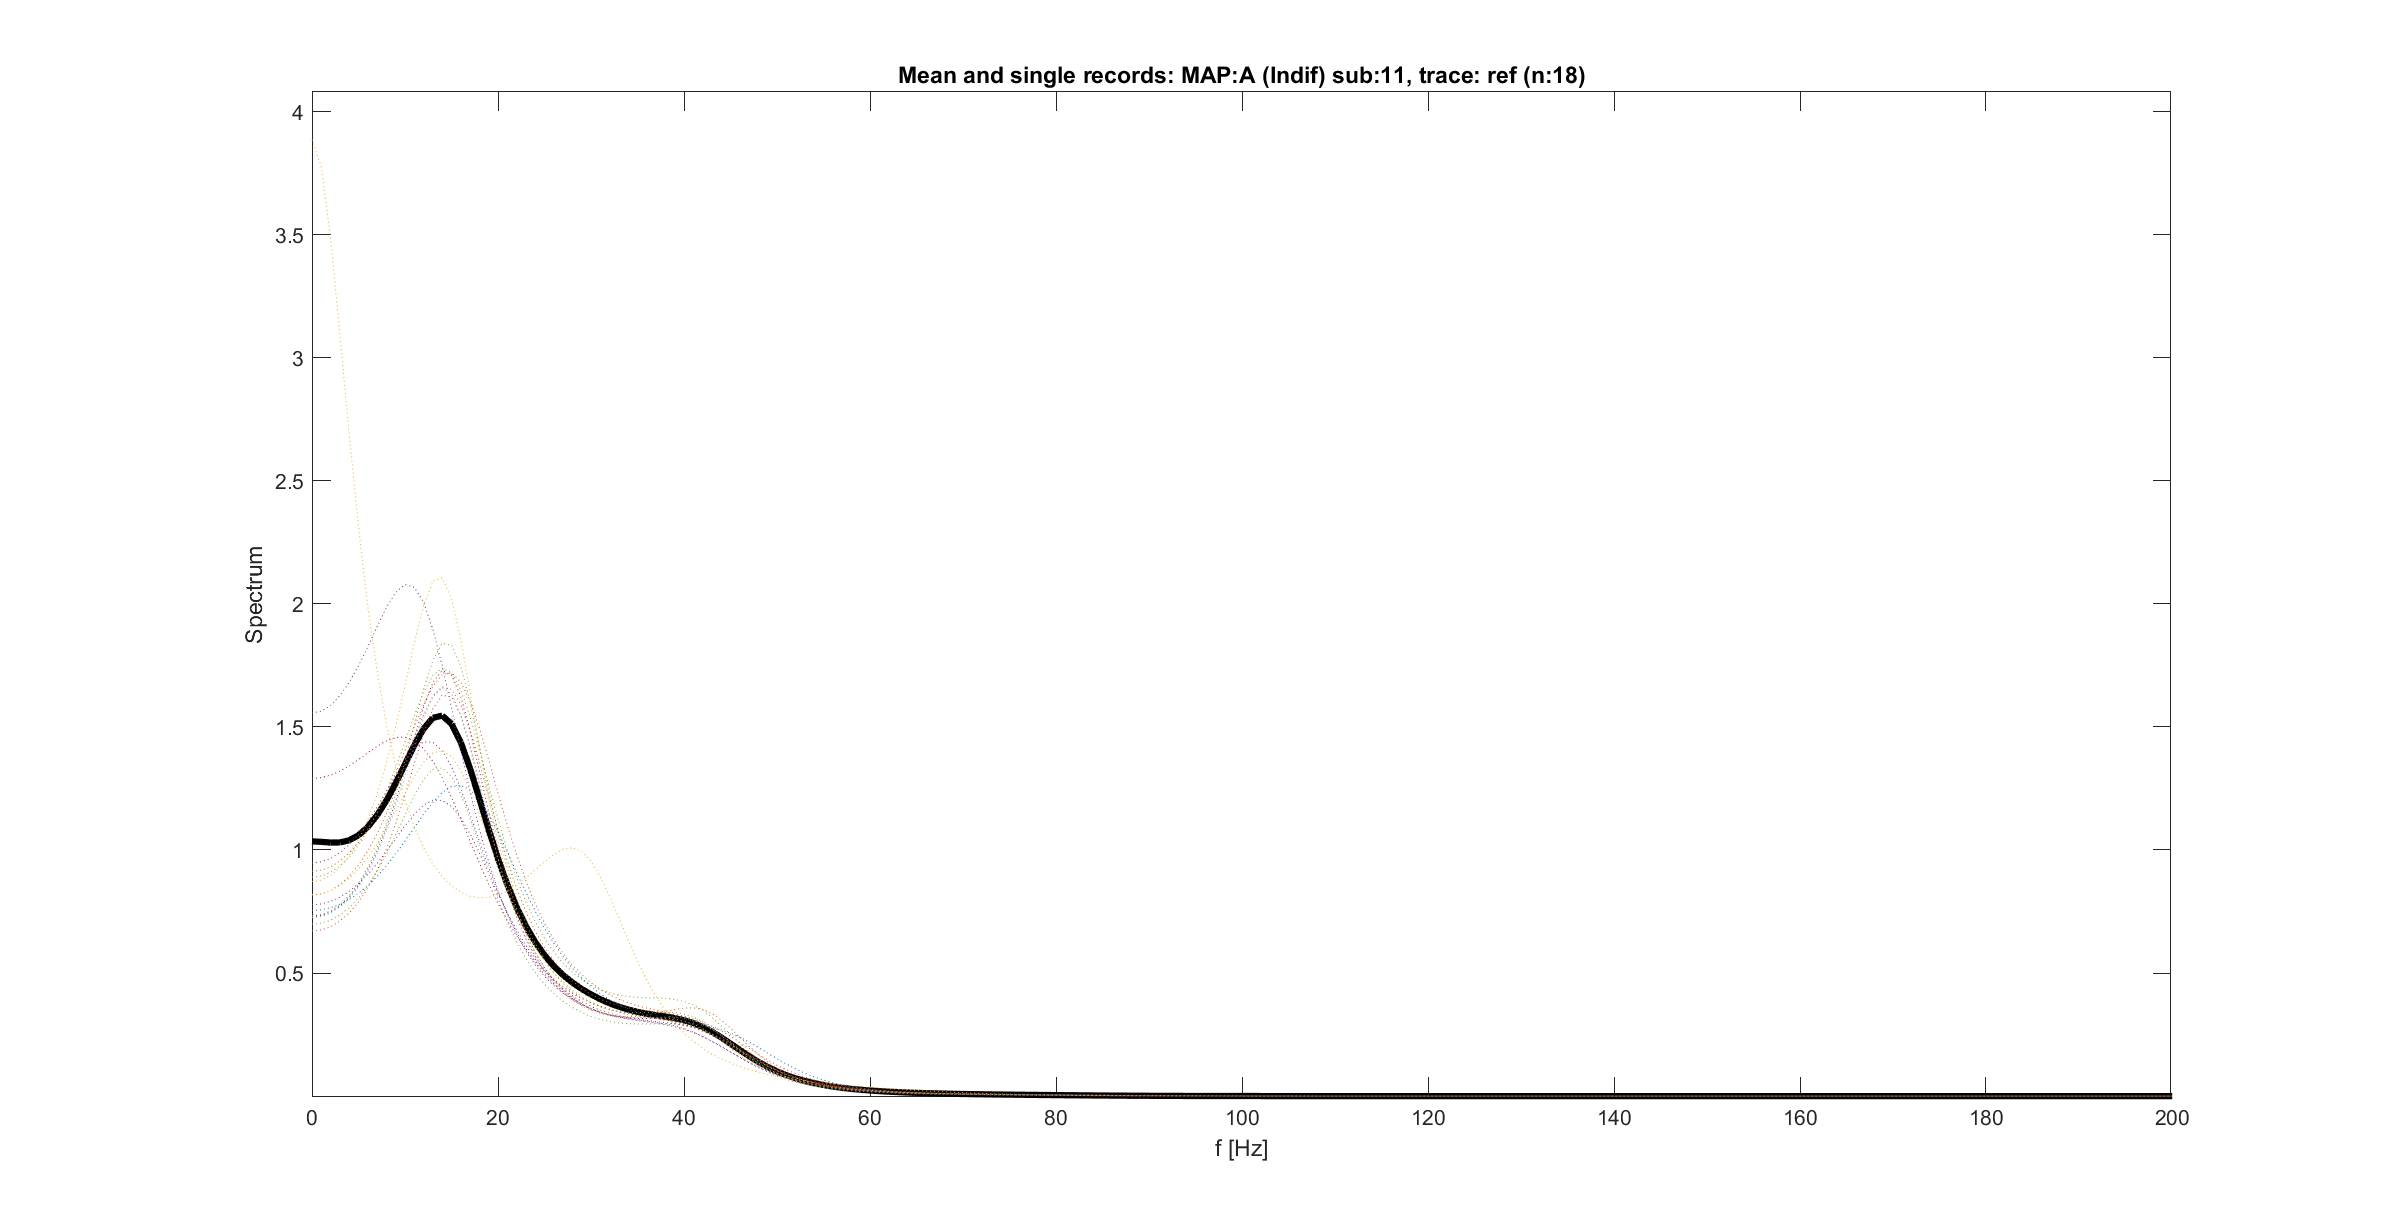 Mean and single records: MAP:A (Indif) sub:11, trace: ref (n:18)
4
3.5
3
2.5
2
1.5
1
0.5
Spectrum
0 20 40 60 80 100 120 140 160 180 200
f [Hz]